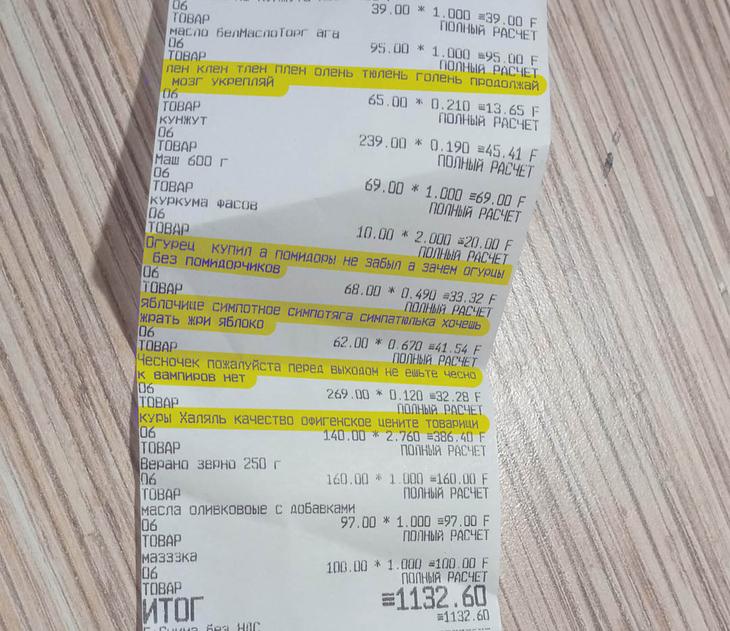 39.00 * 1.000 ≡39.00 F
06
ТОВАР ПОЛНЫЙ РАСЧЕТ
масло белМаслоТорг ага
95.00 * 1.000 ≡95.00 F
06
ТОВАР ПОЛНЫЙ РАСЧЕТ
лен клен тлен плен олень тюлень голень продолжай
мозг укрепляй
65.00 * 0.210 ≡13.65 F
06
ТОВАР ПОЛНЫЙ РАСЧЕТ
кунжут
239.00 * 0.190 ≡45.41 F
06
ТОВАР ПОЛНЫЙ РАСЧЕТ
Маш 600 г
69.00 * 1.000 ≡69.00 F
06
ТОВАР ПОЛНЫЙ РАСЧЕТ
куркума фасов
10.00 * 2.000 ≡20.00 F
06
ТОВАР ПОЛНЫЙ РАСЧЕТ
Огурец купил а помидоры не забыл а зачем огурцы
без помидорчиков
68.00 * 0.490 ≡33.32 F
06
ТОВАР ПОЛНЫЙ РАСЧЕТ
яблочице симпотное симпотяга симпатюлька хочешь
жрать жри яблоко
62.00 * 0.670 ≡41.54 F
06
ТОВАР ПОЛНЫЙ РАСЧЕТ
Чесночек пожалуйста перед выходом не ешьте чесно
к вампиров нет
269.00 * 0.120 ≡32.28 F
06
ТОВАР ПОЛНЫЙ РАСЧЕТ
куры Халяль качество офигенское цените товарищи
140.00 * 2.760 ≡386.40 F
06
ТОВАР ПОЛНЫЙ РАСЧЕТ
Верано зерно 250 г
160.00 * 1.000 ≡160.00 F
06
ТОВАР ПОЛНЫЙ РАСЧЕТ
масла оливковые с добавками
97.00 * 1.000 ≡97.00 F
06
ТОВАР ПОЛНЫЙ РАСЧЕТ
мазззка
100.00 * 1.000 ≡100.00 F
06
ТОВАР ПОЛНЫЙ РАСЧЕТ
ИТОГ ≡1132.60
Сумма без НДС ≡1132.60